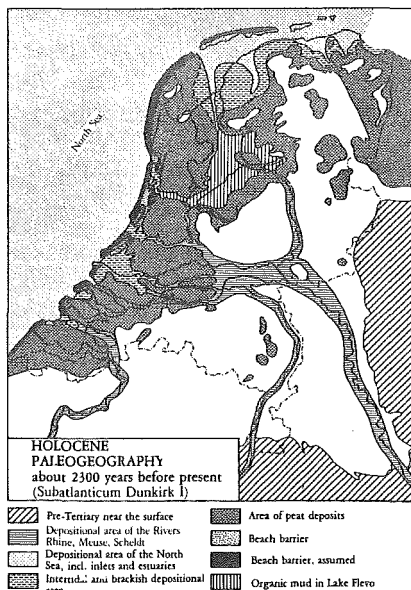 North Sea
HOLOCENE
PALEOGEOGRAPHY
about 2300 years before present
(Subatlanticum Dunkirk I)
Pre-Tertiary near the surface
Depositional area of the Rivers
Rhine, Meuse, Scheldt
Depositional area of the North
Sea, incl. inlets and estuaries
Intertidal and brackish depositional
Area of peat deposits
Beach barrier
Beach barrier, assumed
Organic mud in Lake Flevo